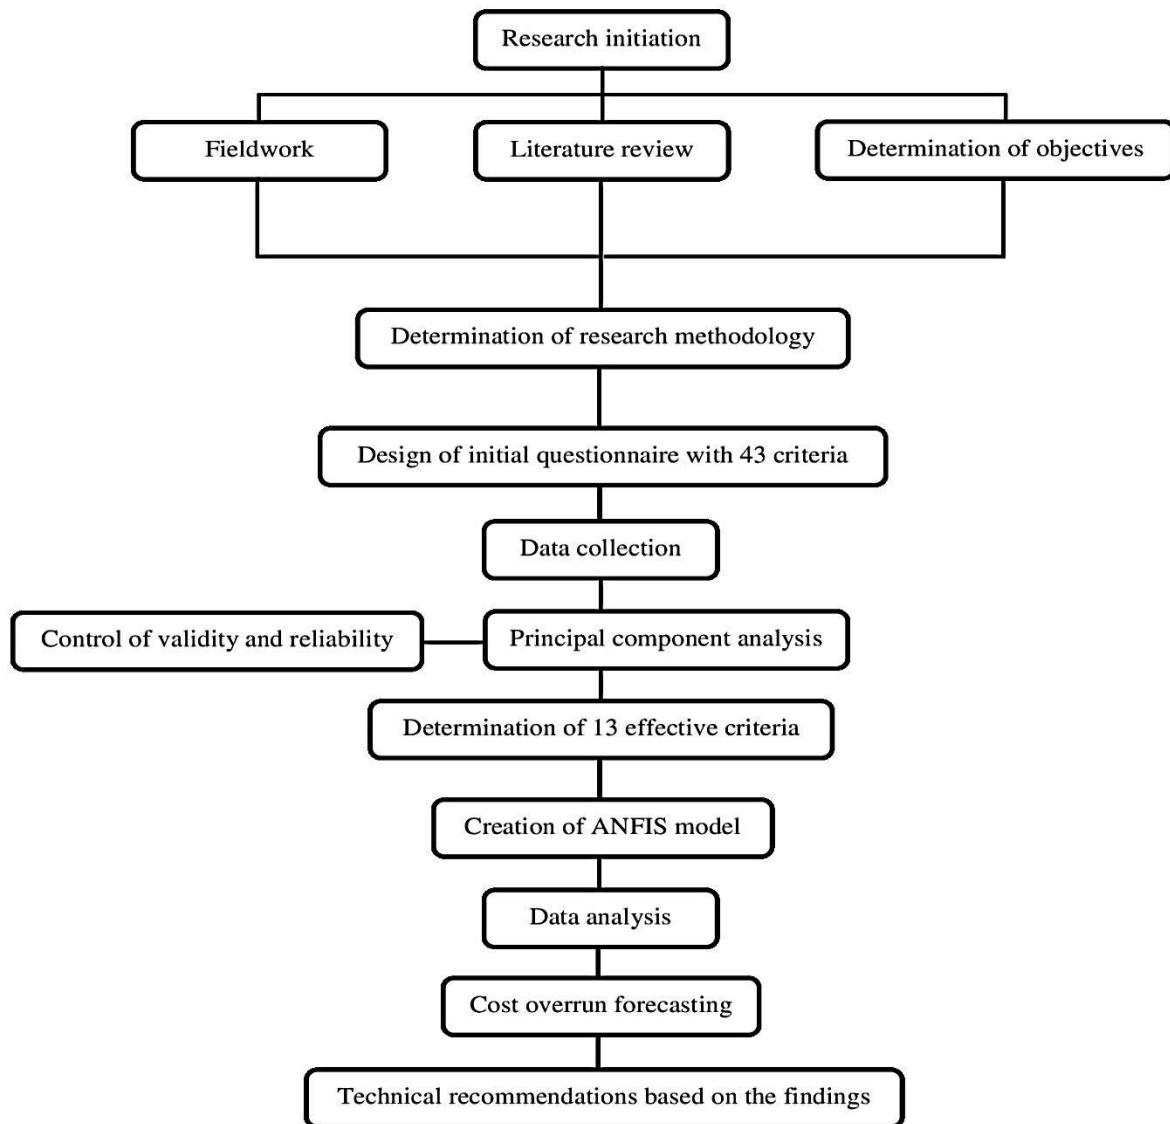 Research initiation
Fieldwork
Literature review
Determination of objectives
Determination of research methodology
Design of initial questionnaire with 43 criteria
Data collection
Control of validity and reliability
Principal component analysis
Determination of 13 effective criteria
Creation of ANFIS model
Data analysis
Cost overrun forecasting
Technical recommendations based on the findings